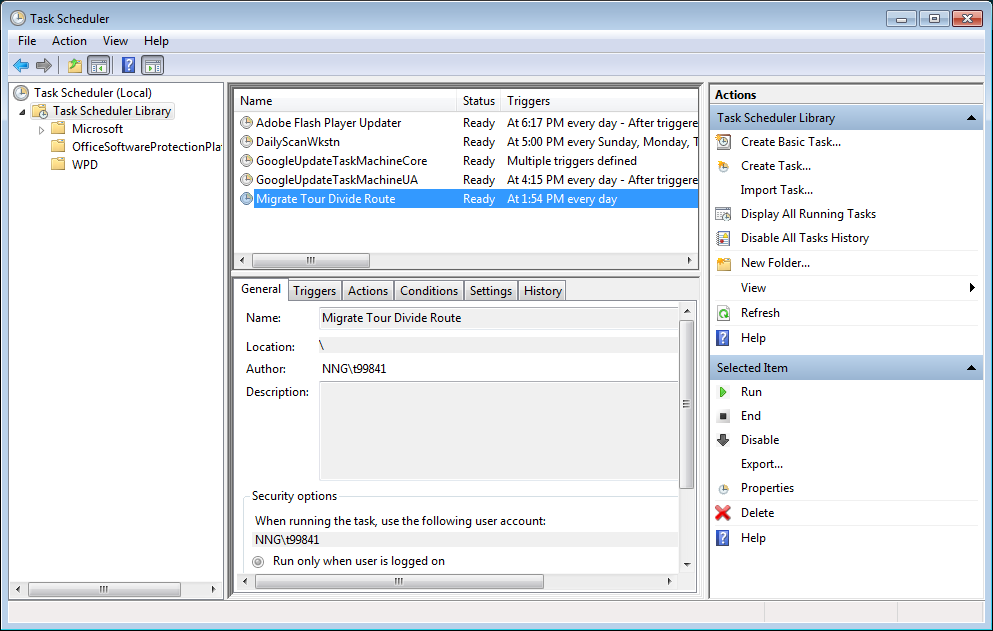 Task Scheduler
File Action View Help
Task Scheduler (Local)
Task Scheduler Library
Microsoft
OfficeSoftwareProtectionPla
WPD
Name Status Triggers
Adobe Flash Player Updater Ready At 6:17 PM every day - After triggere
DailyScanWkstn Ready At 5:00 PM every Sunday, Monday, T
GoogleUpdateTaskMachineCore Ready Multiple triggers defined
GoogleUpdateTaskMachineUA Ready At 4:15 PM every day - After triggere
Migrate Tour Divide Route Ready At 1:54 PM every day
General Triggers Actions Conditions Settings History
Name: Migrate Tour Divide Route
Location: \
Author: NNG\t99841
Description:
Security options
When running the task, use the following user account:
NNG\t99841
Run only when user is logged on
Actions
Task Scheduler Library
Create Basic Task...
Create Task...
Import Task...
Display All Running Tasks
Disable All Tasks History
New Folder...
View
Refresh
Help
Selected Item
Run
End
Disable
Export...
Properties
Delete
Help